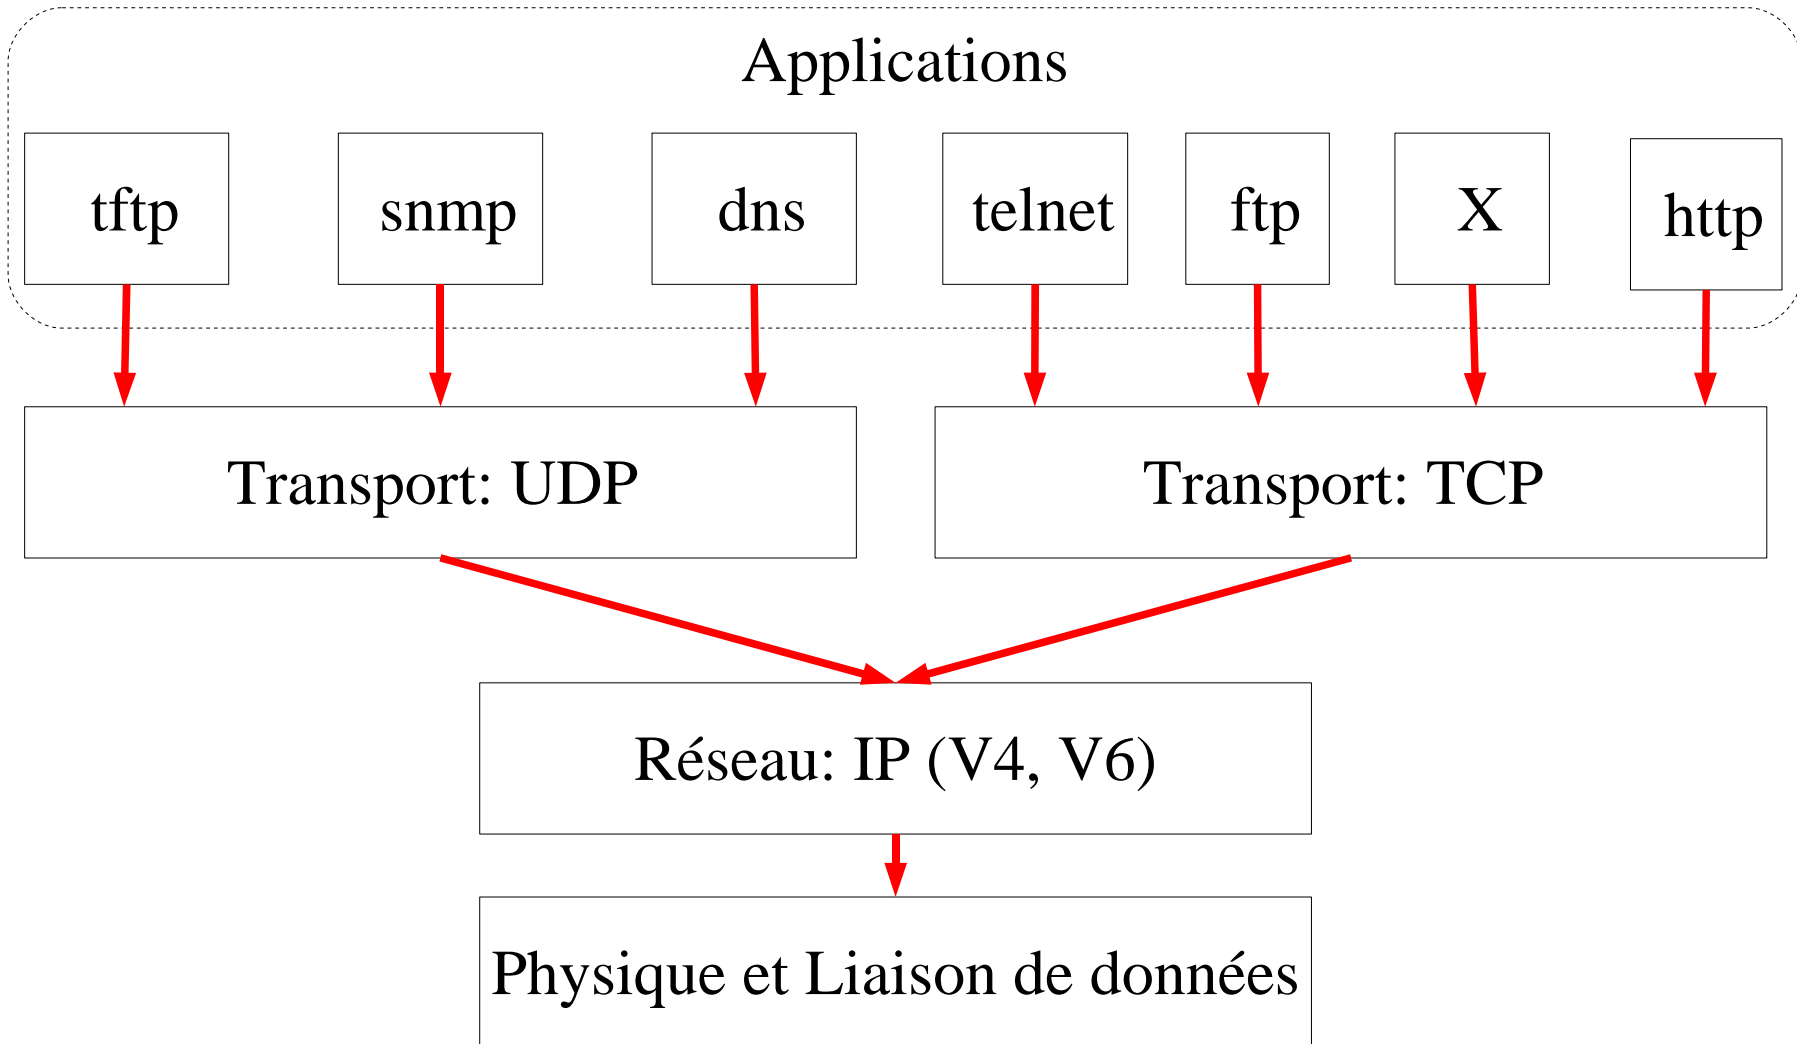 Applications
tftp
snmp
dns
telnet
ftp
X
http
Transport: UDP
Transport: TCP
Réseau: IP (V4, V6)
Physique et Liaison de données